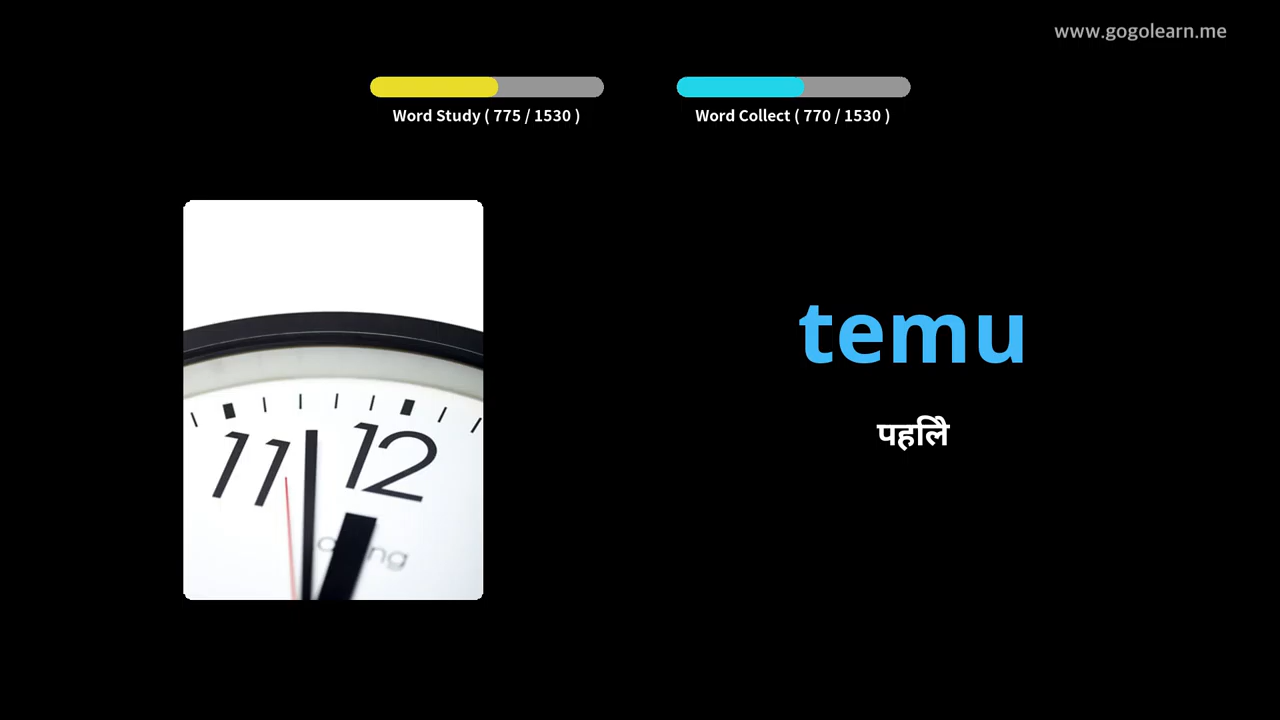 www.gogolearn.me
Word Study ( 775 / 1530 )
Word Collect ( 770 / 1530 )
11 12
temu
पहिले